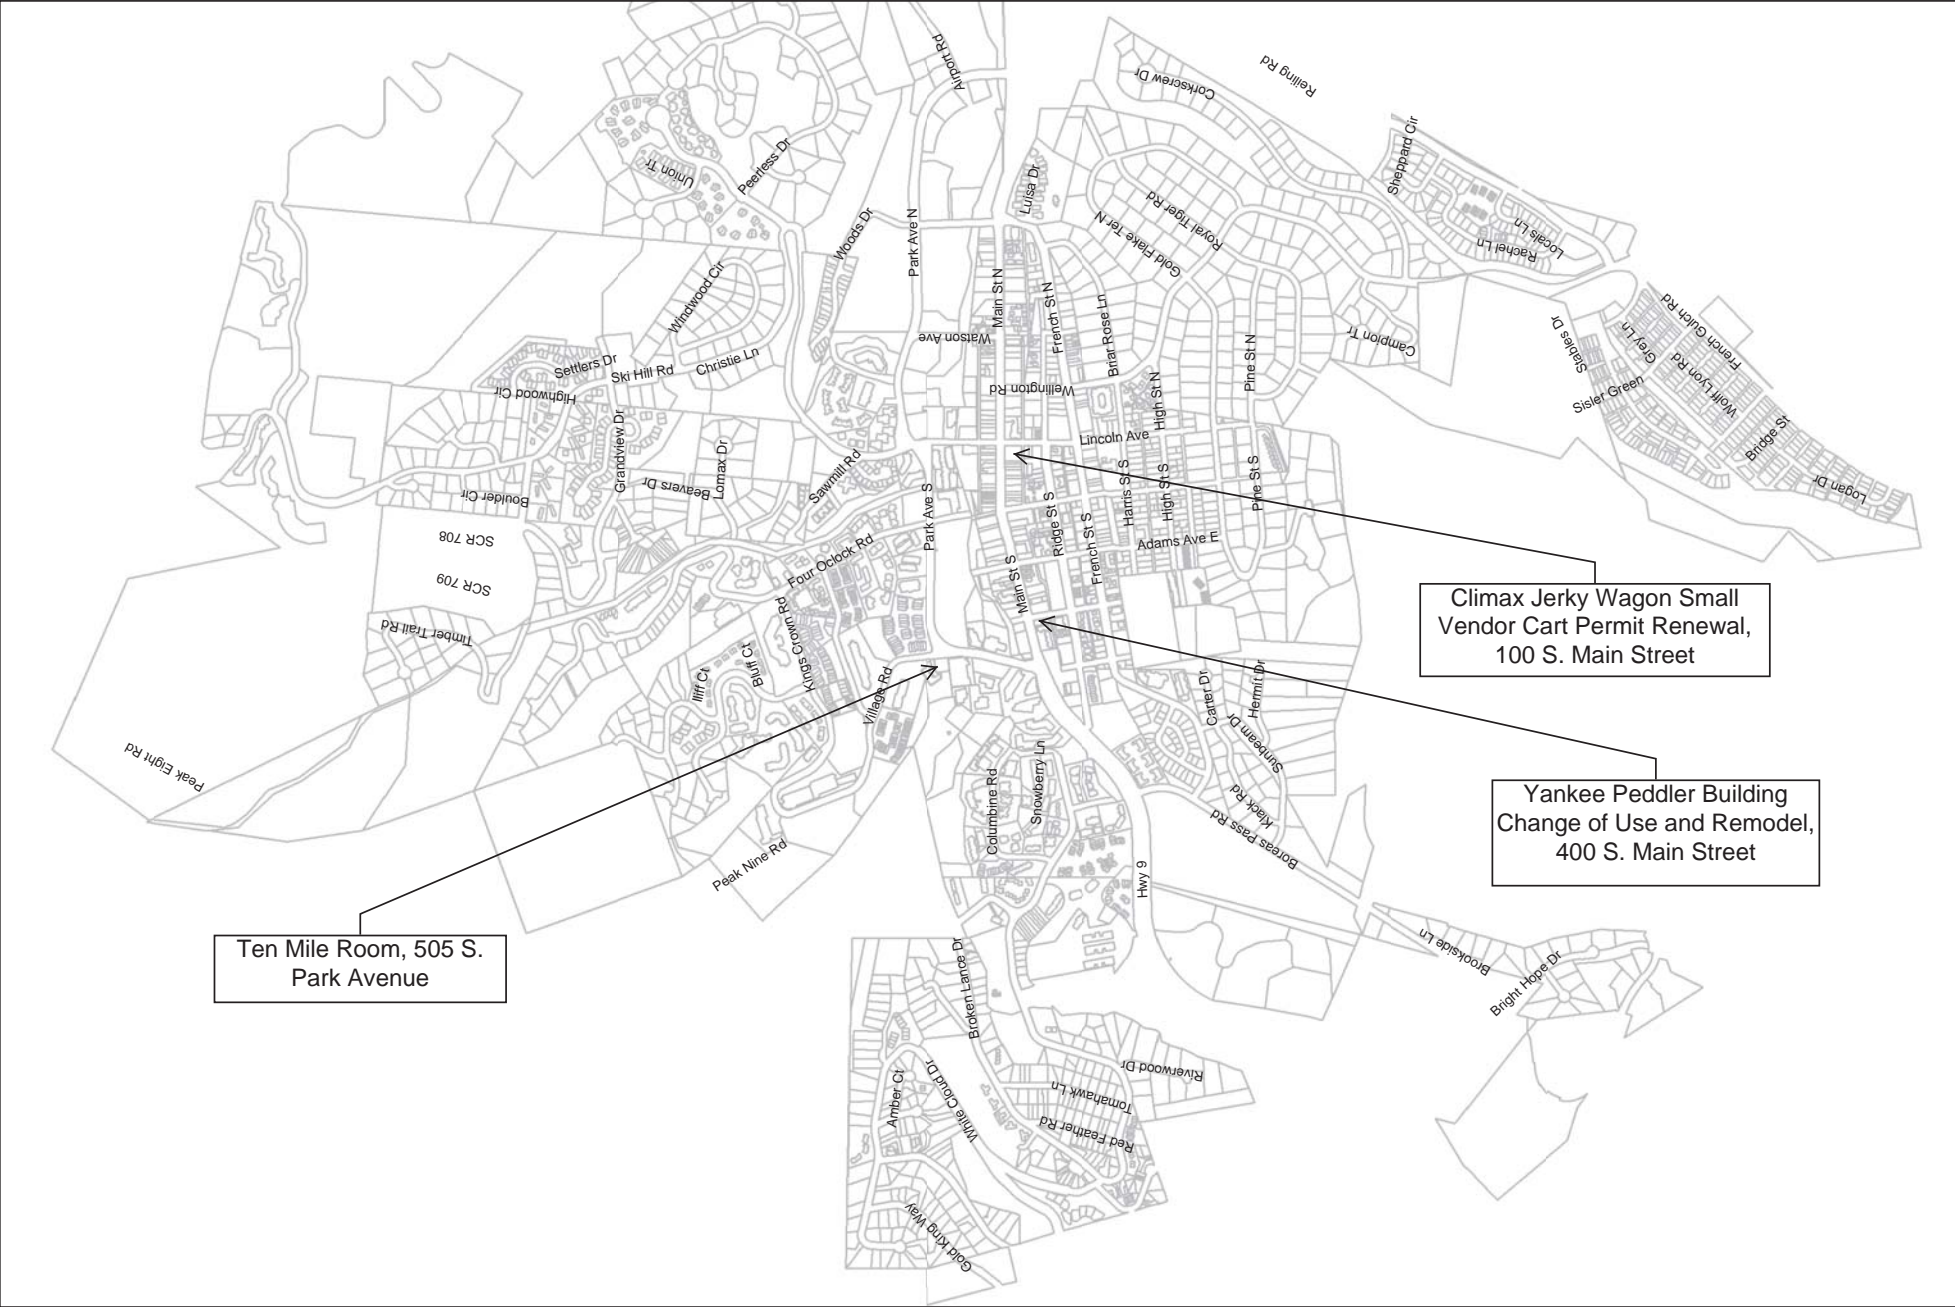 Airport Rd
Corkscrew Dr
Reiling Rd
Union Tr
Peerless Dr
Luisa Dr
Sheppard Cir
Royal Tiger Rd
Gold Flake Ter N
Locals Ln
Rachel Ln
Woods Dr
Park Ave N
Windwood Cir
Main St N
French St N
Briar Rose Ln
Watson Ave
Campion Tr
Pine St N
Stables Dr
Grey Ln
French Gulch Rd
Wolff Lyon Rd
Settlers Dr
Ski Hill Rd
Christie Ln
Highwood Cir
Wellington Rd
High St N
Sisler Green
Grandview Dr
Lomax Dr
Sawmill Rd
Lincoln Ave
Bridge St
Boulder Cir
Beavers Dr
Park Ave S
Ridge St S
Harris St S
High St S
Pine St S
Logan Dr
SCR 708
Four Oclock Rd
French St S
Adams Ave E
SCR 709
Main St S
Timber Trail Rd
Kings Crown Rd
Bluff Ct
Iliff Ct
Village Rd
Carter Dr
Hermit Dr
Sunbeam Dr
Climax Jerky Wagon Small
Vendor Cart Permit Renewal,
100 S. Main Street
Peak Eight Rd
Columbine Rd
Snowberry Ln
Klack Rd
Boreas Pass Rd
Yankee Peddler Building
Change of Use and Remodel,
400 S. Main Street
Peak Nine Rd
Hwy 9
Ten Mile Room, 505 S.
Park Avenue
Broken Lance Dr
Brookside Ln
Bright Hope Dr
Amber Ct
White Cloud Dr
Riverwood Dr
Tomahawk Ln
Red Feather Rd
Gold King Way